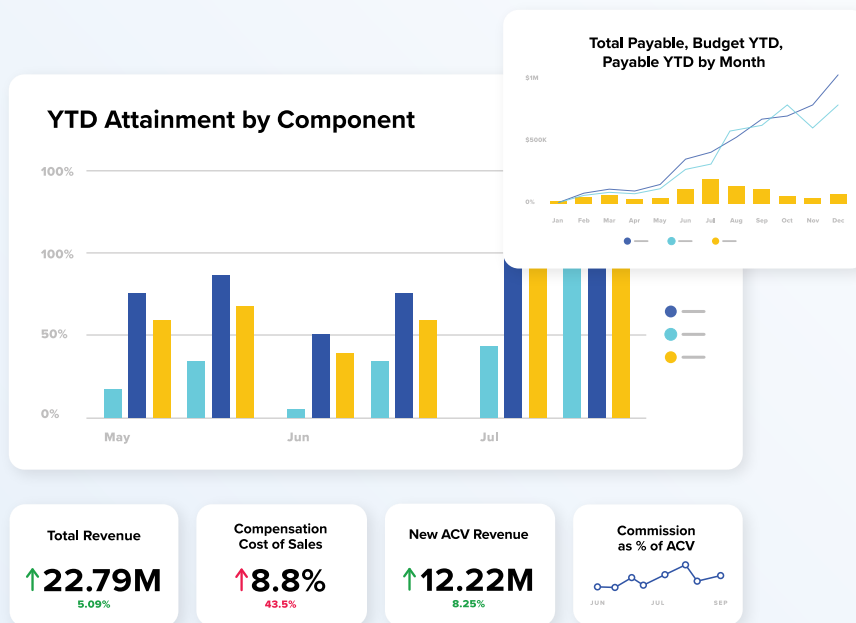 Total Payable, Budget YTD,
Payable YTD by Month
$1M
$500K
0%
Jan Feb Mar Apr May Jun Jul Aug Sep Oct Nov Dec
YTD Attainment by Component
100%
100%
50%
0%
May Jun Jul
Total Revenue
↑22.79M
5.09%
Compensation
Cost of Sales
↑8.8%
43.5%
New ACV Revenue
↑12.22M
8.25%
Commission
as % of ACV
JUN JUL SEP